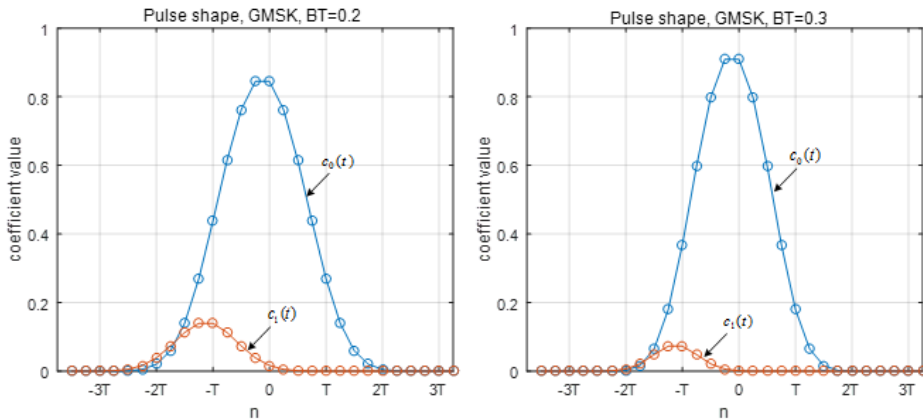 Pulse shape, GMSK, BT=0.2
1
0.8
0.6
0.4
0.2
0
coefficient value
c₀(t)
c₁(t)
-3T -2T -T 0 T 2T 3T
n
Pulse shape, GMSK, BT=0.3
1
0.8
0.6
0.4
0.2
0
coefficient value
c₀(t)
c₁(t)
-3T -2T -T 0 T 2T 3T
n